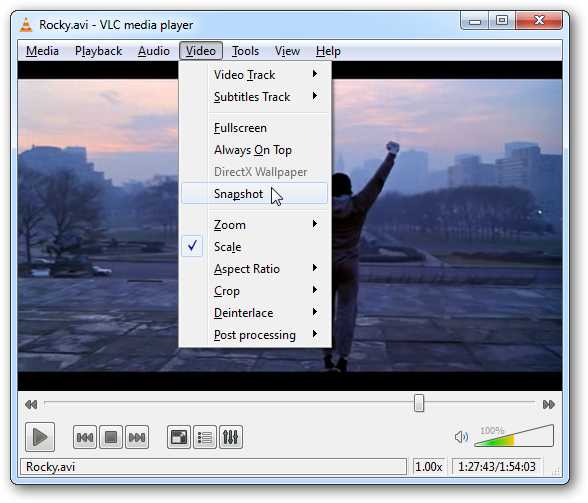 Rocky.avi - VLC media player
Media Playback Audio Video Tools View Help
Video Track
Subtitles Track
Fullscreen
Always On Top
DirectX Wallpaper
Snapshot
Zoom
Scale
Aspect Ratio
Crop
Deinterlace
Post processing
100%
Rocky.avi 1.00x 1:27:43/1:54:03